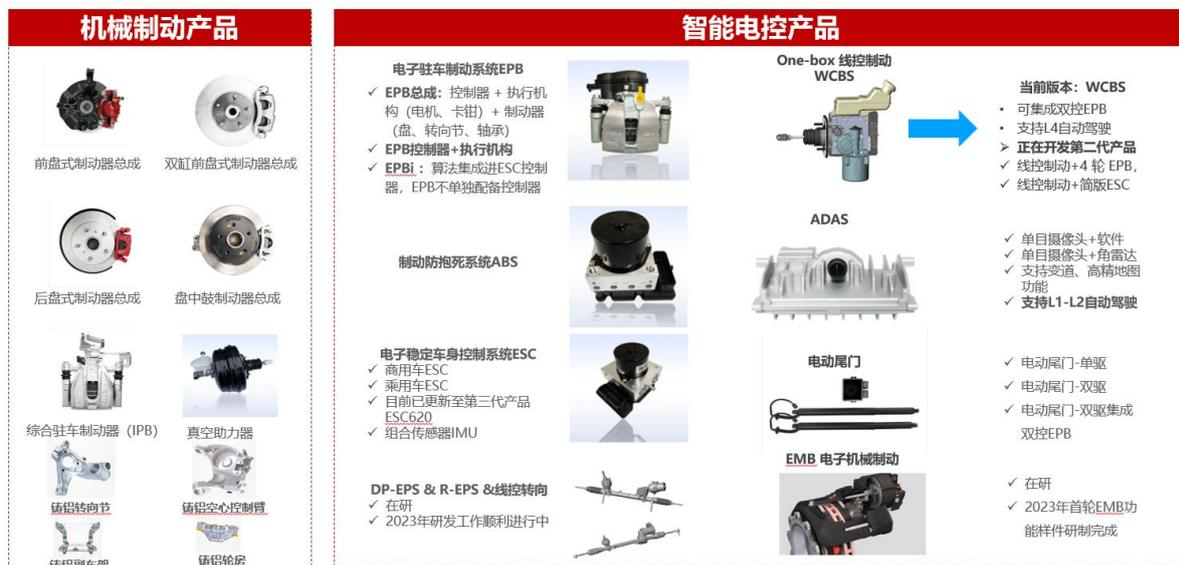 机械制动产品
前盘式制动器总成
双缸前盘式制动器总成
后盘式制动器总成
盘中鼓制动器总成
综合驻车制动器（IPB）
真空助力器
铸铝转向节
铸铝空心控制臂
铸铝副车架
铸铝轮房
智能电控产品
电子驻车制动系统EPB
✓ EPB总成：控制器 + 执行机
构（电机、卡钳）+ 制动器
（盘、转向节、轴承）
✓ EPB控制器+执行机构
✓ EPBi ：算法集成进ESC控制
器，EPB不单独配备控制器
制动防抱死系统ABS
电子稳定车身控制系统ESC
✓ 商用车ESC
✓ 乘用车ESC
✓ 目前已更新至第三代产品
ESC620
✓ 组合传感器IMU
DP-EPS & R-EPS &线控转向
✓ 在研
✓ 2023年研发工作顺利进行中
One-box 线控制动
WCBS
当前版本：WCBS
• 可集成双控EPB
• 支持L4自动驾驶
➢ 正在开发第二代产品
✓ 线控制动+4 轮 EPB，
✓ 线控制动+简版ESC
ADAS
✓ 单目摄像头+软件
✓ 单目摄像头+角雷达
✓ 支持变道、高精地图
功能
✓ 支持L1-L2自动驾驶
电动尾门
✓ 电动尾门-单驱
✓ 电动尾门-双驱
✓ 电动尾门-双驱集成
双控EPB
EMB 电子机械制动
✓ 在研
✓ 2023年首轮EMB功
能样件研制完成